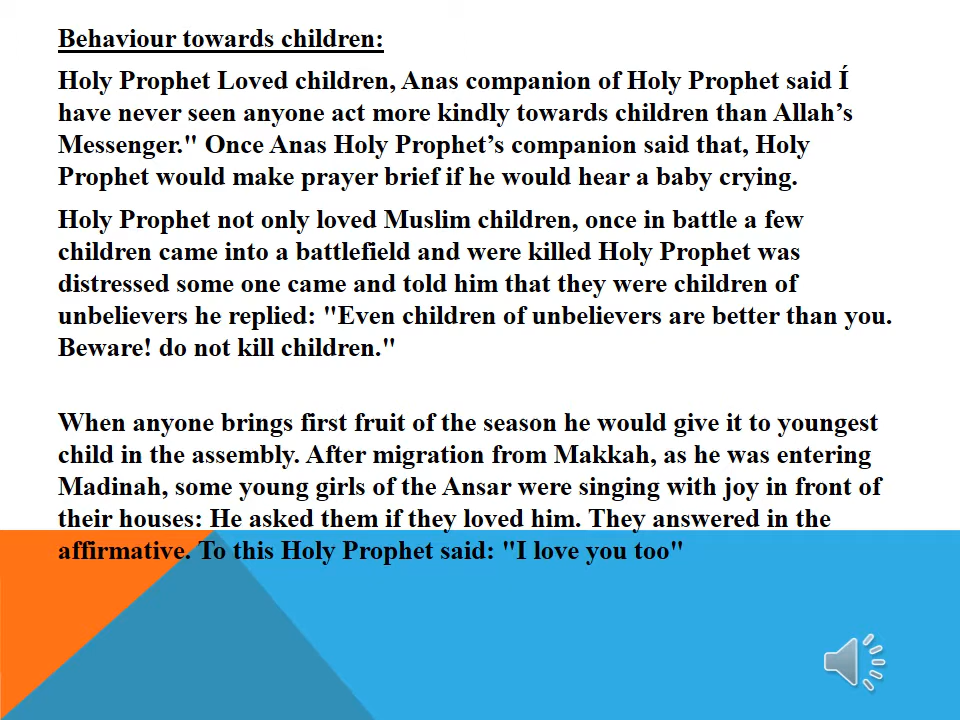 Behaviour towards children:
Holy Prophet Loved children, Anas companion of Holy Prophet said Í
have never seen anyone act more kindly towards children than Allah’s
Messenger." Once Anas Holy Prophet’s companion said that, Holy
Prophet would make prayer brief if he would hear a baby crying.
Holy Prophet not only loved Muslim children, once in battle a few
children came into a battlefield and were killed Holy Prophet was
distressed some one came and told him that they were children of
unbelievers he replied: "Even children of unbelievers are better than you.
Beware! do not kill children."
When anyone brings first fruit of the season he would give it to youngest
child in the assembly. After migration from Makkah, as he was entering
Madinah, some young girls of the Ansar were singing with joy in front of
their houses: He asked them if they loved him. They answered in the
affirmative. To this Holy Prophet said: "I love you too"